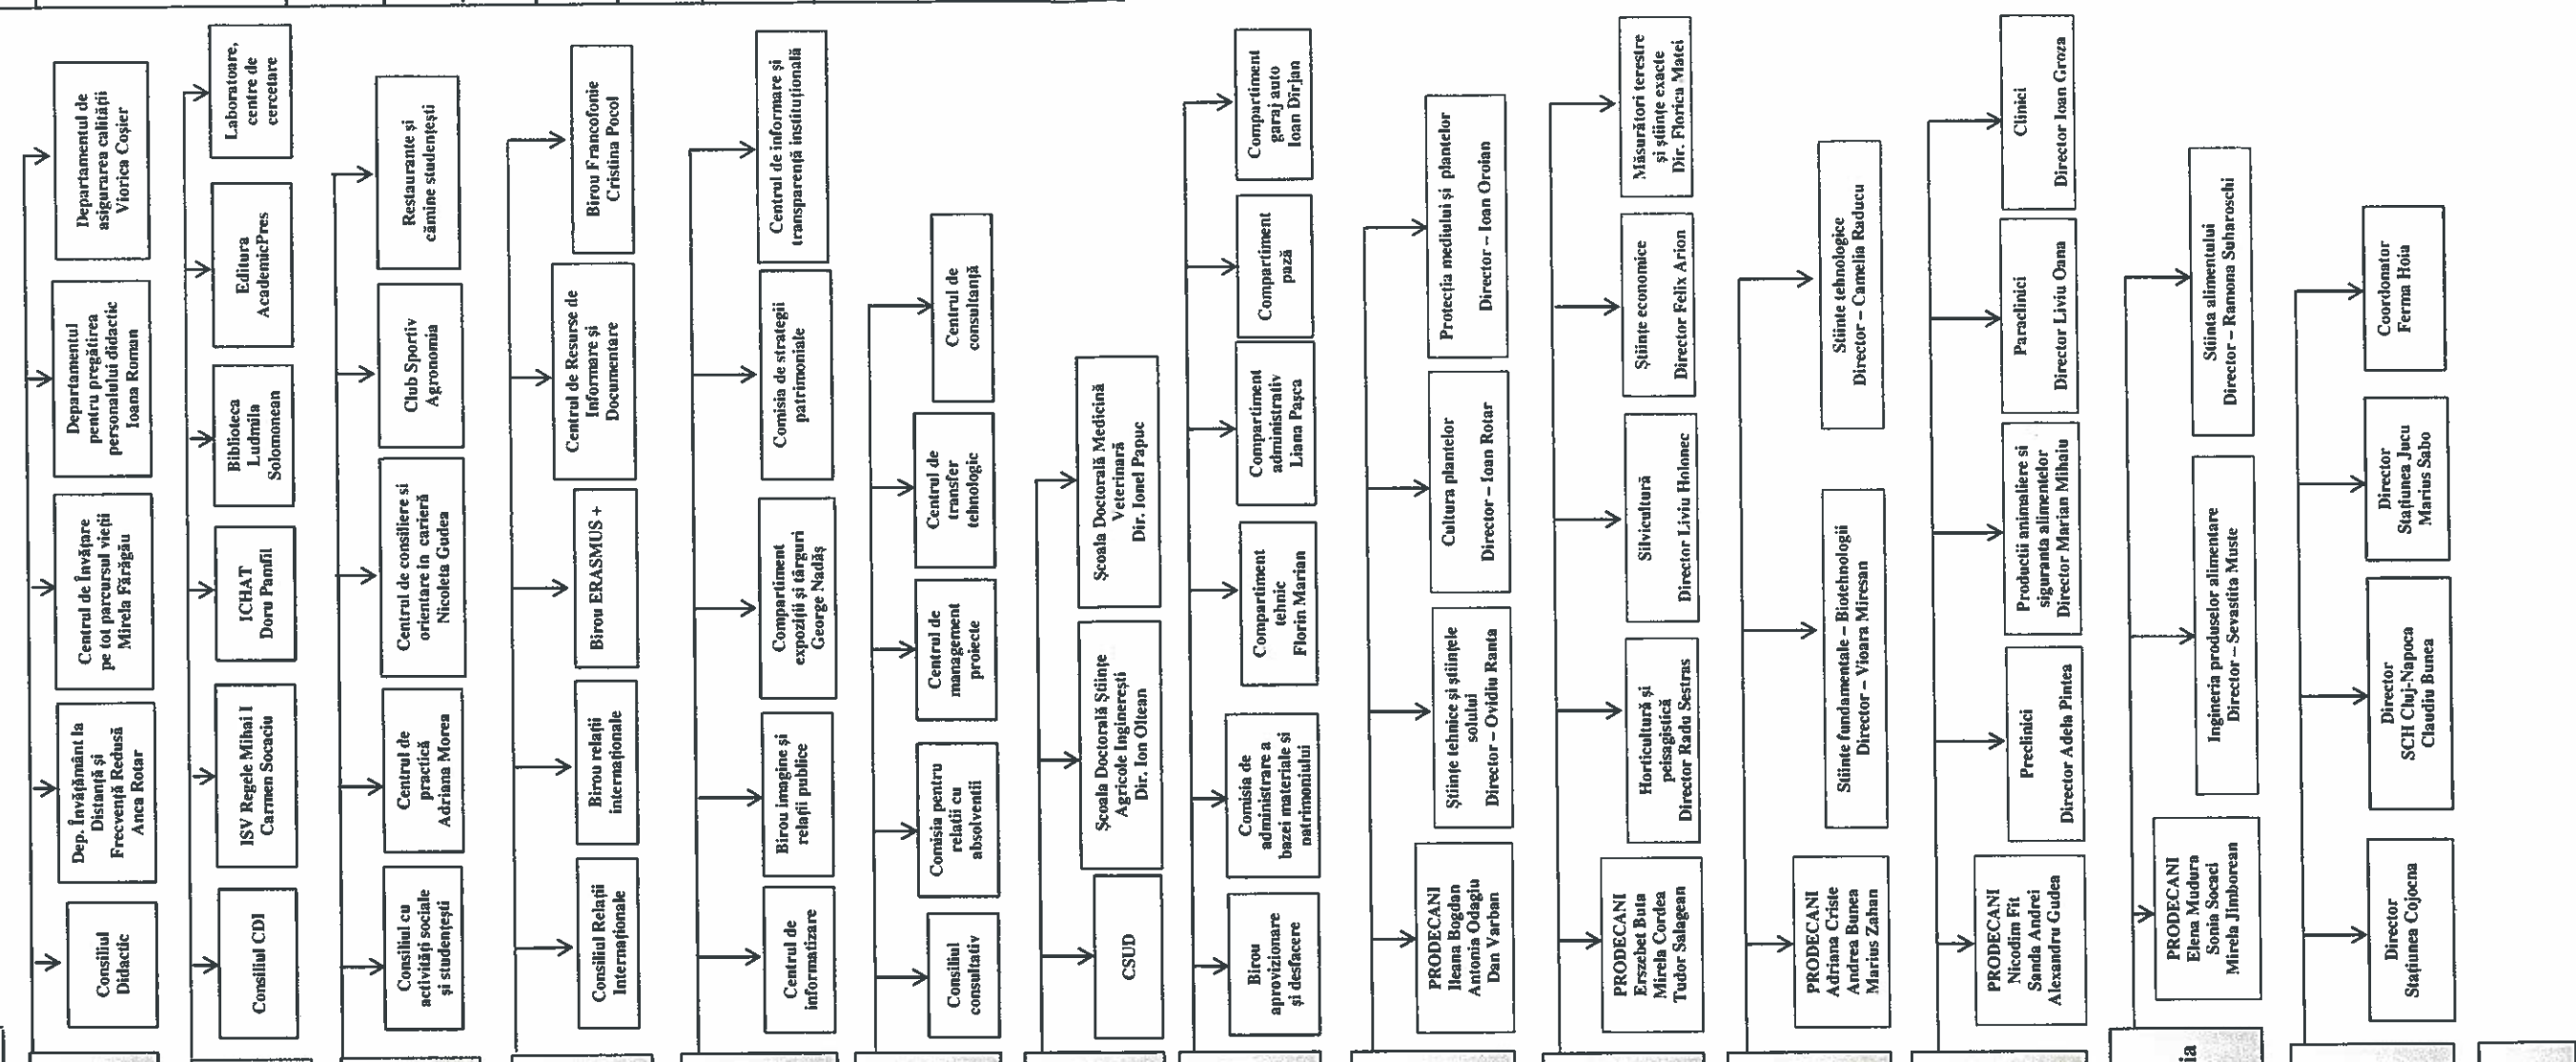 Consiliul
Didactic
Dep. Învățământ la
Distanță și
Frecvență Redusă
Anca Rotar
Centrul de Învățare
pe tot parcursul vieții
Mirela Fărăgău
Departamentul
pentru pregătirea
personalului didactic
Ioana Roman
Departamentul de
asigurarea calității
Viorica Coșier
Consiliul CDI
ISV Regele Mihai I
Carmen Socaciu
ICHAT
Doru Pamfil
Biblioteca
Ludmila
Solomonean
Editura
AcademicPres
Laboratoare,
centre de
cercetare
Consiliul cu
activități sociale
și studențești
Centrul de
practică
Adriana Morea
Centrul de consiliere si
orientare in carieră
Nicoleta Gudea
Club Sportiv
Agronomia
Restaurante și
cămine studențești
Consiliul Relații
Internaționale
Birou relații
internaționale
Birou ERASMUS +
Centrul de Resurse de
Informare și
Documentare
Birou Francofonie
Cristina Pocol
Centrul de
informatizare
Birou imagine și
relații publice
Compartiment
expoziții și târguri
George Nadăș
Comisia de strategii
patrimoniale
Centrul de informare și
transparență instituțională
Consiliul
consultativ
Comisia pentru
relatii cu
absolventii
Centrul de
management
proiecte
Centrul de
transfer
tehnologic
Centrul de
consultanță
CSUD
Școala Doctorală Științe
Agricole Inginerești
Dir. Ion Oltean
Școala Doctorală Medicină
Veterinară
Dir. Ionel Papuc
Birou
aprovizionare
și desfacere
Comisia de
administrare a
bazei materiale si
patrimoniului
Compartiment
tehnic
Florin Marian
Compartiment
administrativ
Liana Pașca
Compartiment
pază
Compartiment
garaj auto
Ioan Dîrjan
PRODECANI
Ileana Bogdan
Antonia Odagiu
Dan Varban
Științe tehnice și științele
solului
Director – Ovidiu Ranta
Cultura plantelor
Director – Ioan Rotar
Protecția mediului și plantelor
Director – Ioan Oroian
PRODECANI
Erszebet Buta
Mirela Cordea
Tudor Salagean
Horticultură și
peisagistică
Director Radu Sestras
Silvicultură
Director Liviu Holonec
Științe economice
Director Felix Arion
Măsurători terestre
și științe exacte
Dir. Florica Matei
PRODECANI
Adriana Criste
Andrea Bunea
Marius Zahan
Stiinte fundamentale – Biotehnologii
Director – Vioara Miresan
Stiinte tehnologice
Director – Camelia Raducu
PRODECANI
Nicodim Fit
Sanda Andrei
Alexandru Gudea
Preclinici
Director Adela Pintea
Productii animaliere si
siguranta alimentelor
Director Marian Mihaiu
Paraclinici
Director Liviu Oana
Clinici
Director Ioan Groza
ia
PRODECANI
Elena Mudura
Sonia Socaci
Mirela Jimborean
Ingineria produselor alimentare
Director – Sevastita Muste
Stiinta alimentului
Director – Ramona Suharoschi
Director
Stațiunea Cojocna
Director
SCH Cluj-Napoca
Claudiu Bunea
Director
Stațiunea Jucu
Marius Sabo
Coordonator
Ferma Hoia